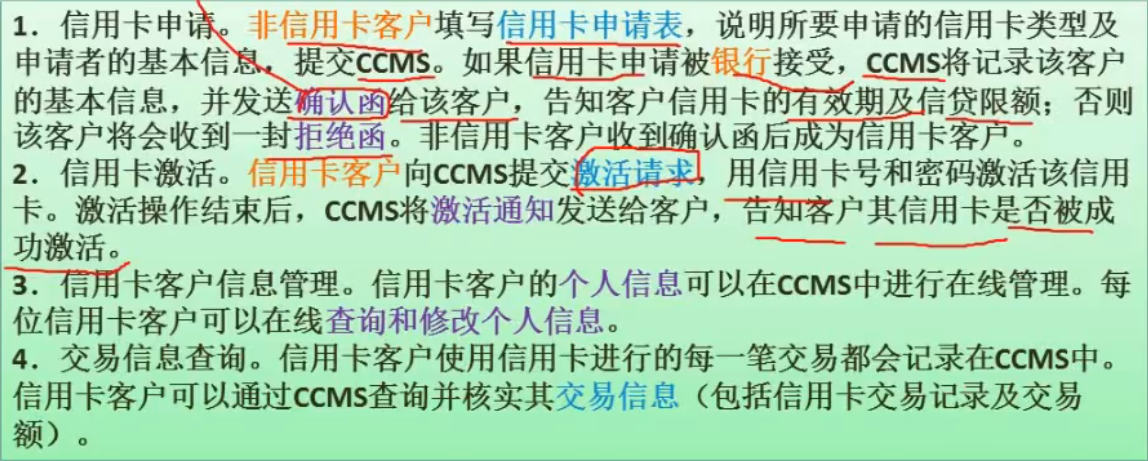 1．信用卡申请。非信用卡客户填写信用卡申请表，说明所要申请的信用卡类型及
申请者的基本信息，提交CCMS。如果信用卡申请被银行接受，CCMS将记录该客户
的基本信息，并发送确认函给该客户，告知客户信用卡的有效期及信贷限额；否则
该客户将会收到一封拒绝函。非信用卡客户收到确认函后成为信用卡客户。
2．信用卡激活。信用卡客户向CCMS提交激活请求，用信用卡号和密码激活该信用
卡。激活操作结束后，CCMS将激活通知发送给客户，告知客户其信用卡是否被成
功激活。
3．信用卡客户信息管理。信用卡客户的个人信息可以在CCMS中进行在线管理。每
位信用卡客户可以在线查询和修改个人信息。
4．交易信息查询。信用卡客户使用信用卡进行的每一笔交易都会记录在CCMS中。
信用卡客户可以通过CCMS查询并核实其交易信息（包括信用卡交易记录及交易
额）。